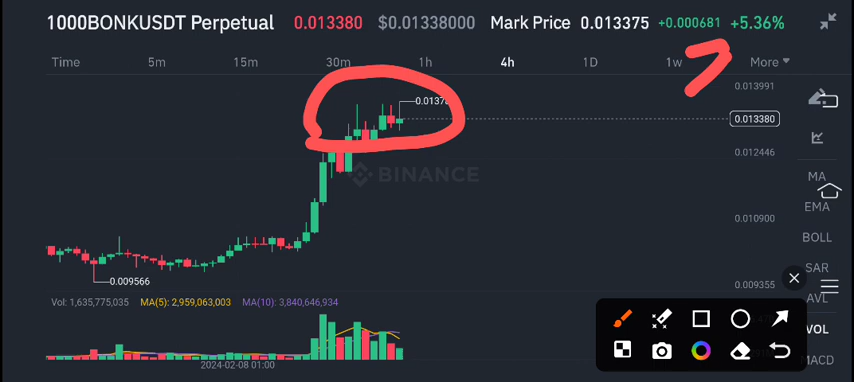 1000BONKUSDT Perpetual 0.013380 $0.01338000 Mark Price 0.013375 +0.000681 +5.36%
Time 5m 15m 30m 1h 4h 1D 1w More
0.013991
0.0137
0.013380
0.012446
BINANCE
MA
EMA
0.010900
BOLL
SAR
0.009566
0.009355
AVL
Vol: 1,635,775,035 MA(5): 2,959,063,003 MA(10): 3,840,646,934
VOL
2024-02-08 01:00
MACD